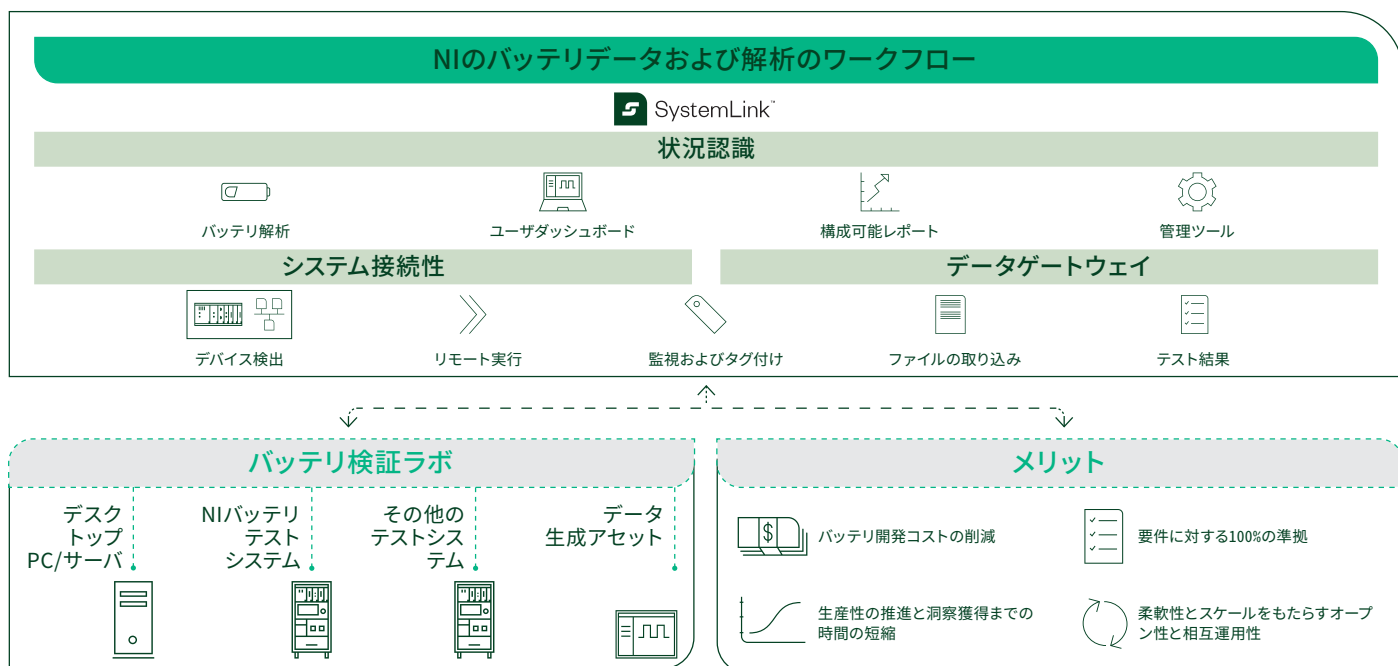 NIのバッテリデータおよび解析のワークフロー
SystemLink™
状況認識
バッテリ解析
ユーザダッシュボード
構成可能レポート
管理ツール
システム接続性
データゲートウェイ
デバイス検出
リモート実行
監視およびタグ付け
ファイルの取り込み
テスト結果
バッテリ検証ラボ
デスク
トップ
PC/サーバ
NIバッテリ
テスト
システム
その他の
テストシス
テム
データ
生成アセット
メリット
$
バッテリ開発コストの削減
要件に対する100%の準拠
生産性の推進と洞察獲得までの
時間の短縮
柔軟性とスケールをもたらすオープ
ン性と相互運用性